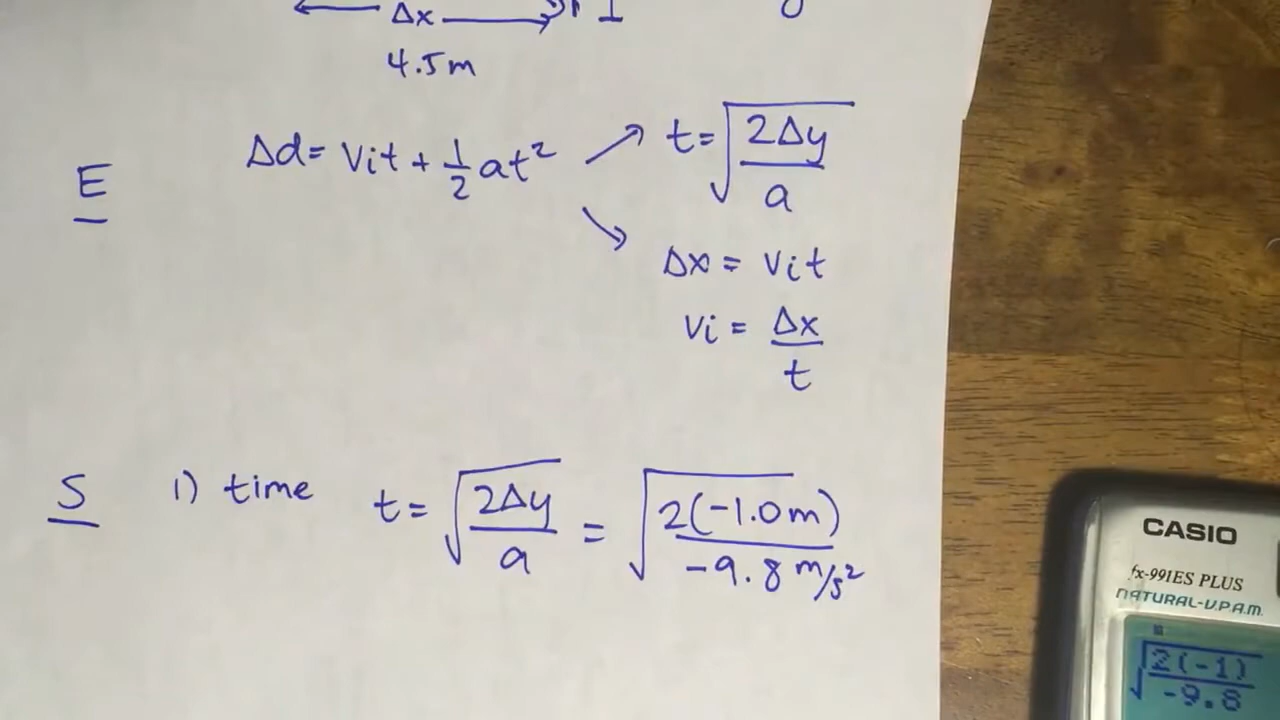 Δx
4.5m
E
Δd = Vit + 1/2 at² t = √(2Δy/a)
Δx = Vit
Vi = Δx/t
S 1) time t = √(2Δy/a) = √(2(-1.0m)/-9.8 m/s²)
CASIO
fx-991ES PLUS
NATURAL-V.P.A.M.
√(2(-1)/-9.8)